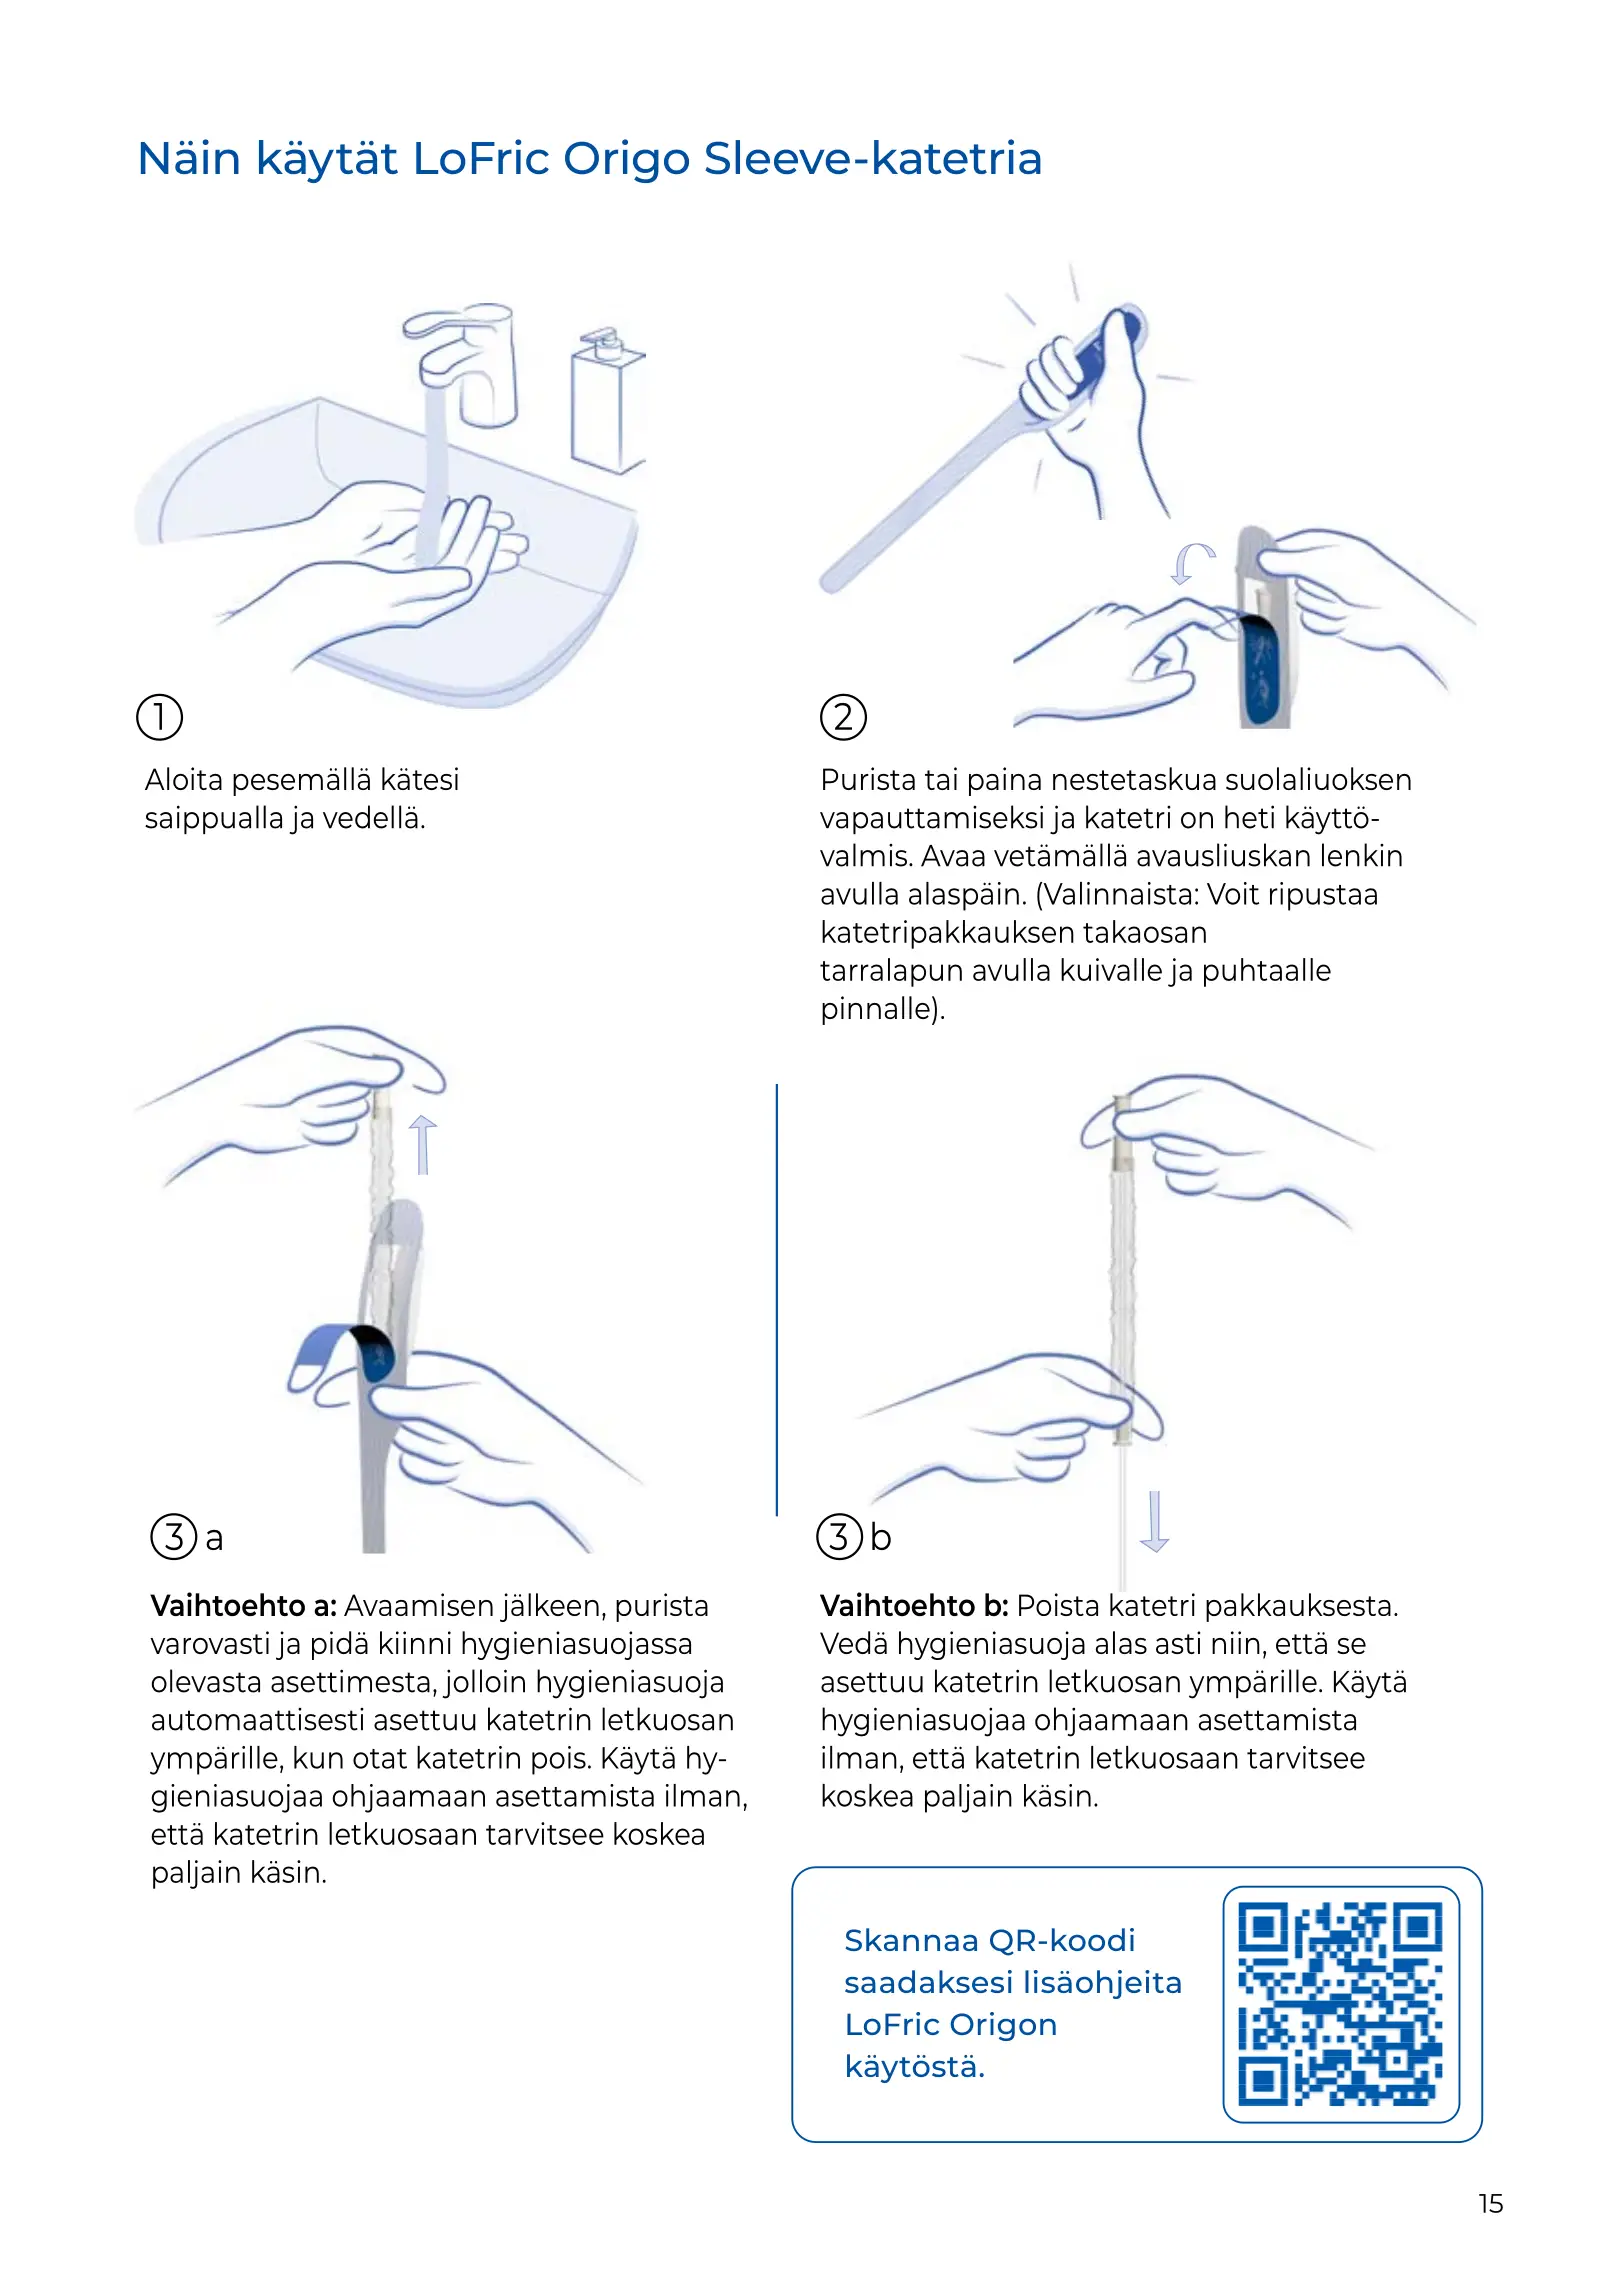 Näin käytät LoFric Origo Sleeve-katetria
1
Aloita pesemällä kätesi
saippualla ja vedellä.
2
Purista tai paina nestetaskua suolaliuoksen
vapauttamiseksi ja katetri on heti käyttö-
valmis. Avaa vetämällä avausliuskan lenkin
avulla alaspäin. (Valinnaista: Voit ripustaa
katetripakkauksen takaosan
tarralapun avulla kuivalle ja puhtaalle
pinnalle).
3 a
Vaihtoehto a: Avaamisen jälkeen, purista
varovasti ja pidä kiinni hygieniasuojassa
olevasta asettimesta, jolloin hygieniasuoja
automaattisesti asettuu katetrin letkuosan
ympärille, kun otat katetrin pois. Käytä hy-
gieniasuojaa ohjaamaan asettamista ilman,
että katetrin letkuosaan tarvitsee koskea
paljain käsin.
3 b
Vaihtoehto b: Poista katetri pakkauksesta.
Vedä hygieniasuoja alas asti niin, että se
asettuu katetrin letkuosan ympärille. Käytä
hygieniasuojaa ohjaamaan asettamista
ilman, että katetrin letkuosaan tarvitsee
koskea paljain käsin.
Skannaa QR-koodi
saadaksesi lisäohjeita
LoFric Origon
käytöstä.
15